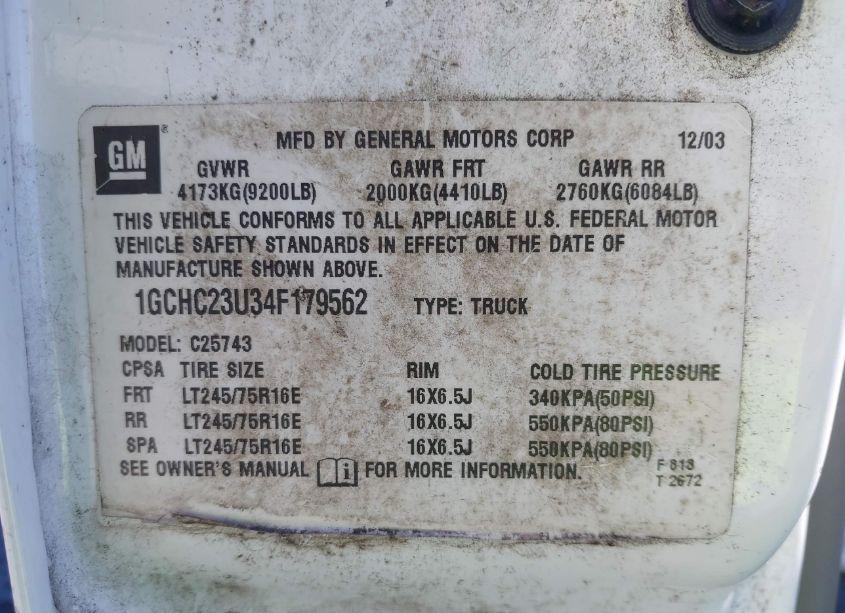 GM ®
MFD BY GENERAL MOTORS CORP 12/03
GVWR GAWR FRT GAWR RR
4173KG(9200LB) 2000KG(4410LB) 2760KG(6084LB)
THIS VEHICLE CONFORMS TO ALL APPLICABLE U.S. FEDERAL MOTOR
VEHICLE SAFETY STANDARDS IN EFFECT ON THE DATE OF
MANUFACTURE SHOWN ABOVE.
1GCHC23U34F179562 TYPE: TRUCK
MODEL: C25743
CPSA TIRE SIZE RIM COLD TIRE PRESSURE
FRT LT245/75R16E 16X6.5J 340KPA(50PSI)
RR LT245/75R16E 16X6.5J 550KPA(80PSI)
SPA LT245/75R16E 16X6.5J 550KPA(80PSI)
SEE OWNER'S MANUAL i FOR MORE INFORMATION.
F 813
T 2672